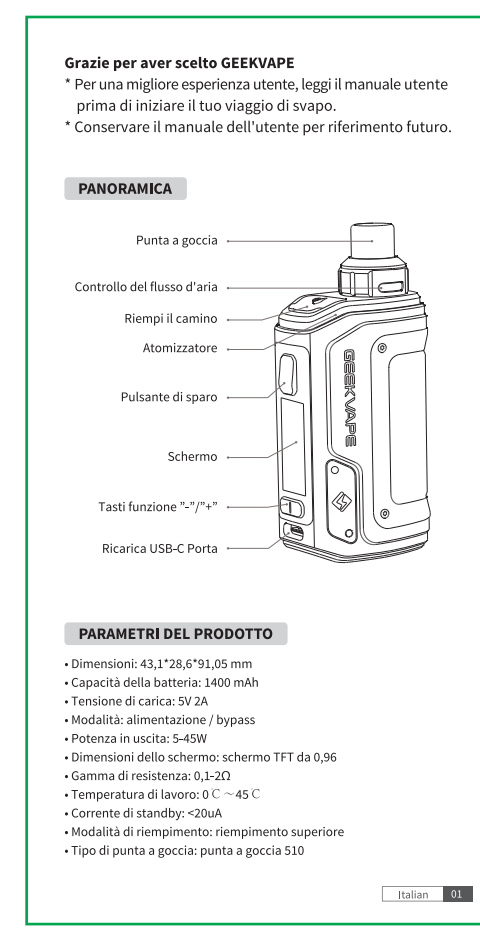 Grazie per aver scelto GEEKVAPE
* Per una migliore esperienza utente, leggi il manuale utente
prima di iniziare il tuo viaggio di svapo.
* Conservare il manuale dell'utente per riferimento futuro.
PANORAMICA
Punta a goccia
Controllo del flusso d'aria
Riempi il camino
Atomizzatore
Pulsante di sparo
Schermo
Tasti funzione ”-”/”+”
Ricarica USB-C Porta
GEEKVAPE
PARAMETRI DEL PRODOTTO
• Dimensioni: 43,1*28,6*91,05 mm
• Capacità della batteria: 1400 mAh
• Tensione di carica: 5V 2A
• Modalità: alimentazione / bypass
• Potenza in uscita: 5-45W
• Dimensioni dello schermo: schermo TFT da 0,96
• Gamma di resistenza: 0,1-2Ω
• Temperatura di lavoro: 0℃～45℃
• Corrente di standby: <20uA
• Modalità di riempimento: riempimento superiore
• Tipo di punta a goccia: punta a goccia 510
Italian 01